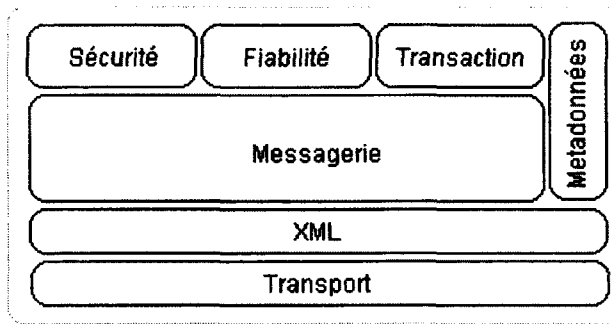 Sécurité
Fiabilité
Transaction
Metadonnées
Messagerie
XML
Transport